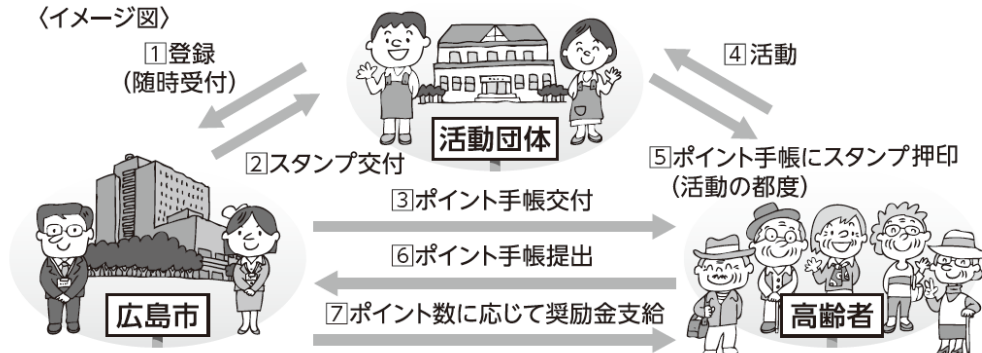 〈イメージ図〉
1登録
(随時受付)
4活動
活動団体
2スタンプ交付
5ポイント手帳にスタンプ押印
(活動の都度)
3ポイント手帳交付
6ポイント手帳提出
広島市
7ポイント数に応じて奨励金支給
高齢者